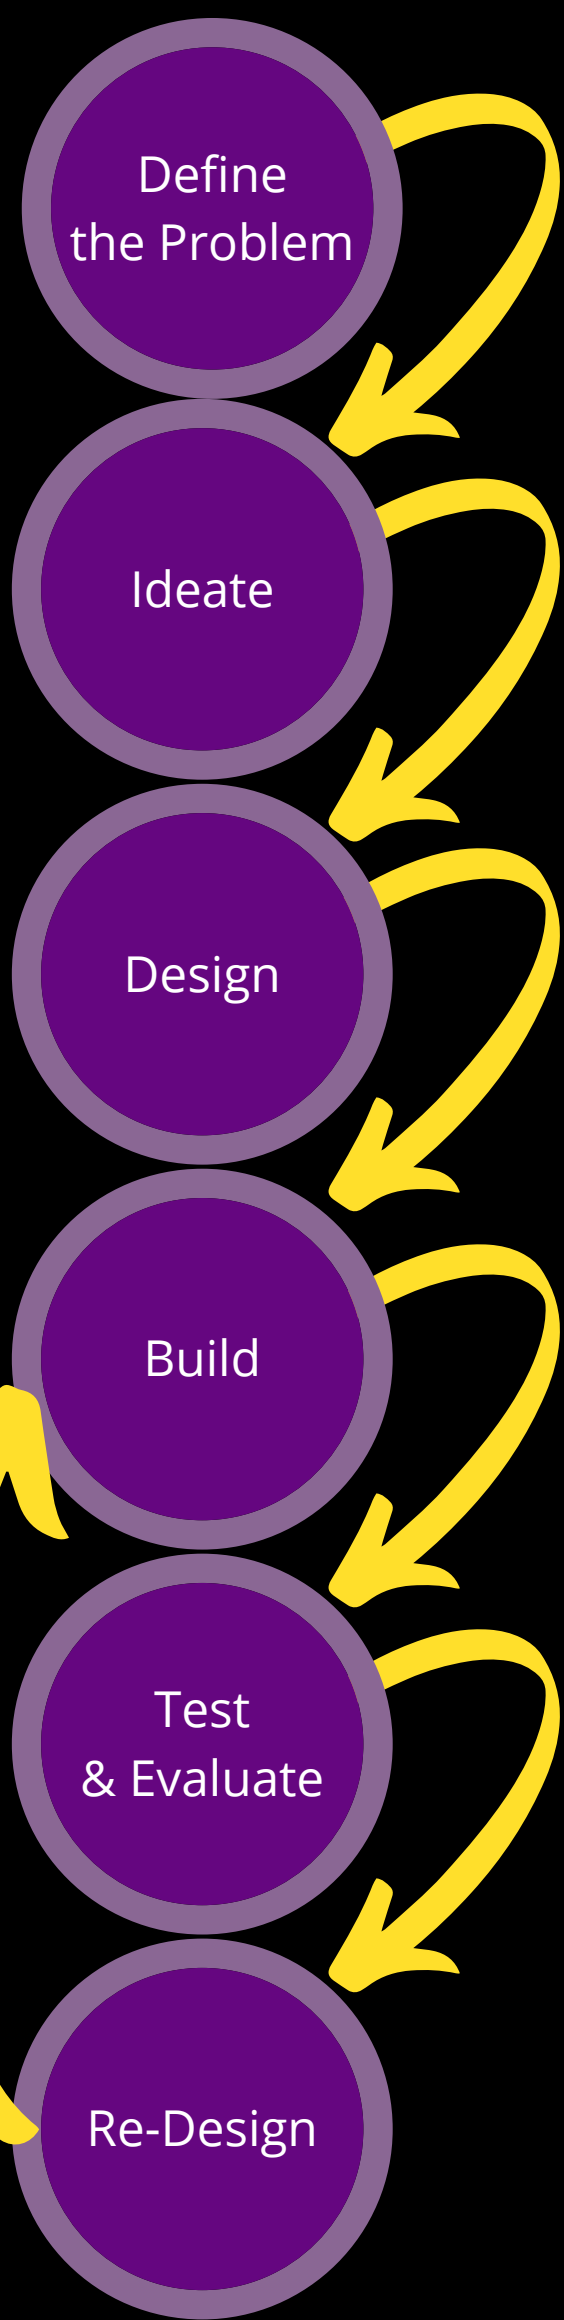 Define
the Problem
Ideate
Design
Build
Test
& Evaluate
Re-Design